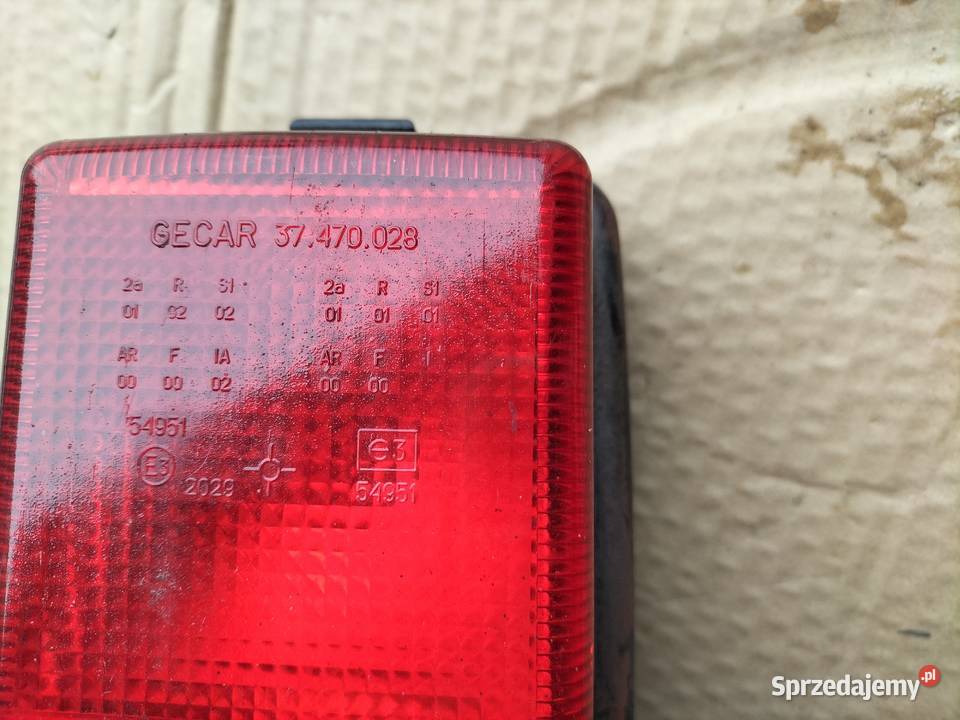 GECAR 37.470.028
2a R S1 2a R S1
01 92 02 01 01 01
AR F IA AR F I
00 00 02 00 00
54951
E3 e3
2029 54951
Sprzedajemy.pl